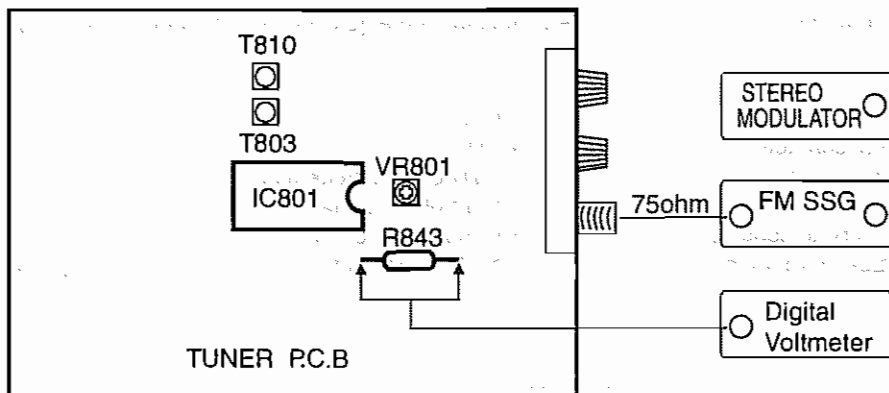 T810
T803
IC801
VR801
R843
TUNER P.C.B
75ohm
STEREO
MODULATOR
FM SSG
Digital
Voltmeter